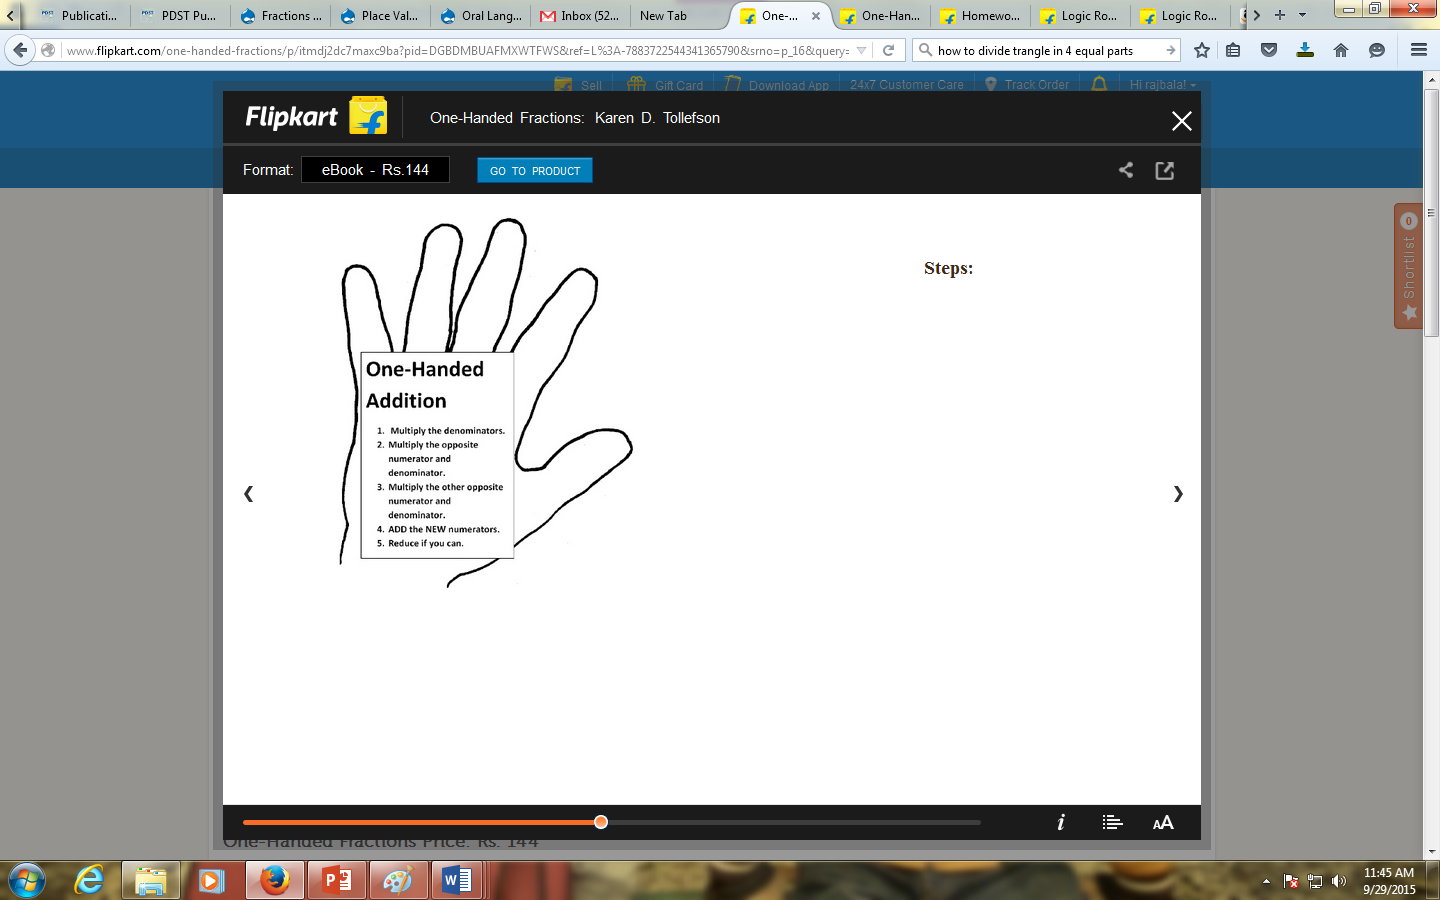 Publicati...
PDST Pu...
Fractions ...
Place Val...
Oral Lang...
Inbox (52...
New Tab
One-...
One-Han...
Homewo...
Logic Ro...
Logic Ro...
www.flipkart.com/one-handed-fractions/p/itmdj2dc7maxc9ba?pid=DGBDMBUAFMXWTFWS&ref=L%3A-7883722544341365790&srno=p_16&query=
how to divide trangle in 4 equal parts
Sell
Gift Card
Download App
24x7 Customer Care
Track Order
Hi rajbala!
Flipkart
One-Handed Fractions: Karen D. Tollefson
Format:
eBook - Rs.144
GO TO PRODUCT
0
Shortlist
Steps:
One-Handed
Addition
1. Multiply the denominators.
2. Multiply the opposite
numerator and
denominator.
3. Multiply the other opposite
numerator and
denominator.
4. ADD the NEW numerators.
5. Reduce if you can.
i
AA
One-Handed Fractions Price: Rs. 144
11:45 AM
9/29/2015